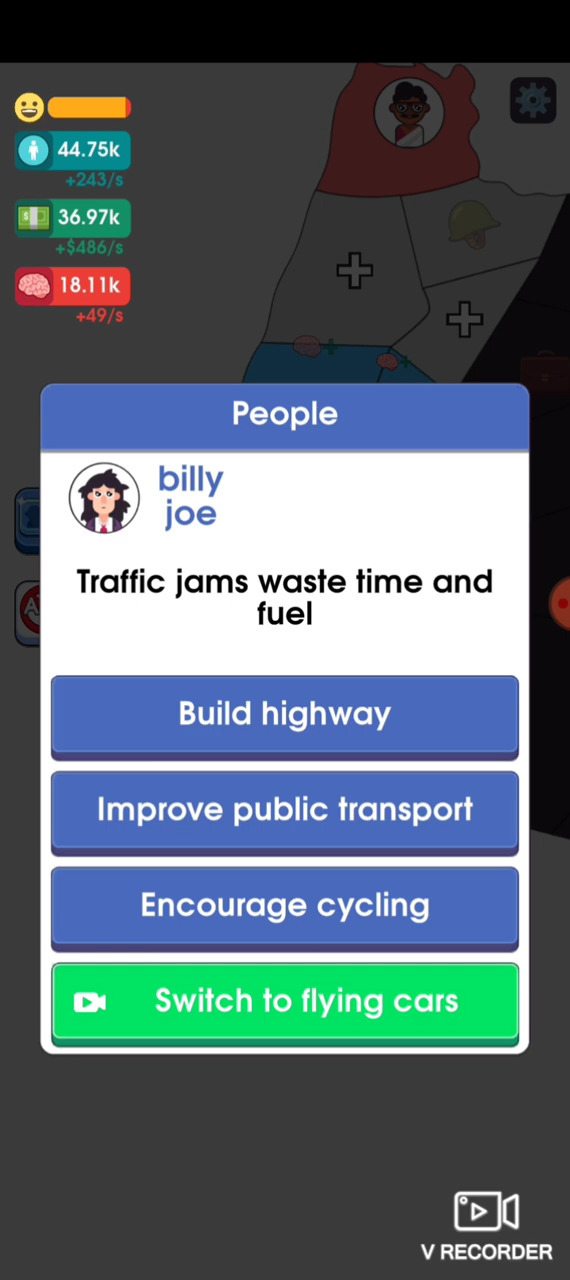 44.75k
+243/s
$
36.97k
+$486/s
18.11k
+49/s
People
billy
joe
Traffic jams waste time and
fuel
Build highway
Improve public transport
Encourage cycling
Switch to flying cars
V RECORDER